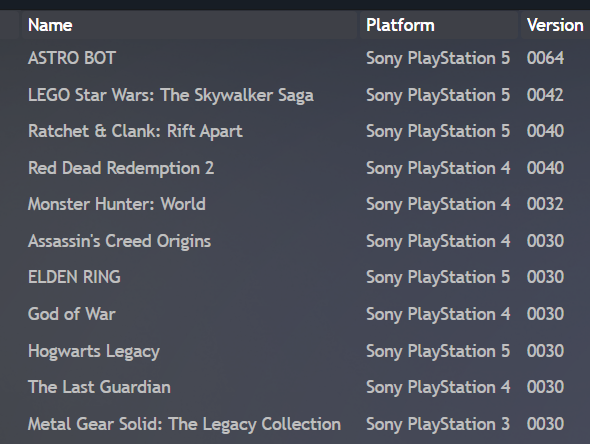 Name Platform Version
ASTRO BOT Sony PlayStation 5 0064
LEGO Star Wars: The Skywalker Saga Sony PlayStation 5 0042
Ratchet & Clank: Rift Apart Sony PlayStation 5 0040
Red Dead Redemption 2 Sony PlayStation 4 0040
Monster Hunter: World Sony PlayStation 4 0032
Assassin's Creed Origins Sony PlayStation 4 0030
ELDEN RING Sony PlayStation 5 0030
God of War Sony PlayStation 4 0030
Hogwarts Legacy Sony PlayStation 5 0030
The Last Guardian Sony PlayStation 4 0030
Metal Gear Solid: The Legacy Collection Sony PlayStation 3 0030